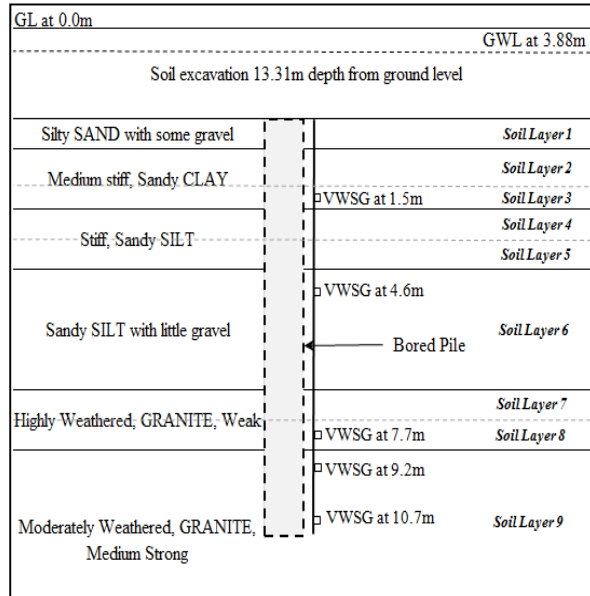 GL at 0.0m
GWL at 3.88m
Soil excavation 13.31m depth from ground level
Silty SAND with some gravel
Soil Layer 1
Soil Layer 2
Medium stiff, Sandy CLAY
VWSG at 1.5m
Soil Layer 3
Soil Layer 4
Stiff, Sandy SILT
Soil Layer 5
VWSG at 4.6m
Sandy SILT with little gravel
Bored Pile
Soil Layer 6
Soil Layer 7
Highly Weathered, GRANITE, Weak
VWSG at 7.7m
Soil Layer 8
VWSG at 9.2m
Moderately Weathered, GRANITE,
Medium Strong
VWSG at 10.7m
Soil Layer 9